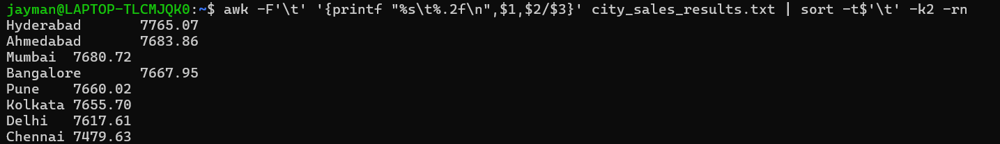 jayman@LAPTOP-TLCMJQK0:~$ awk -F'\t' '{printf "%s\t%.2f\n",$1,$2/$3}' city_sales_results.txt | sort -t$'\t' -k2 -rn
Hyderabad       7765.07
Ahmedabad       7683.86
Mumbai  7680.72
Bangalore       7667.95
Pune    7660.02
Kolkata 7655.70
Delhi   7617.61
Chennai 7479.63